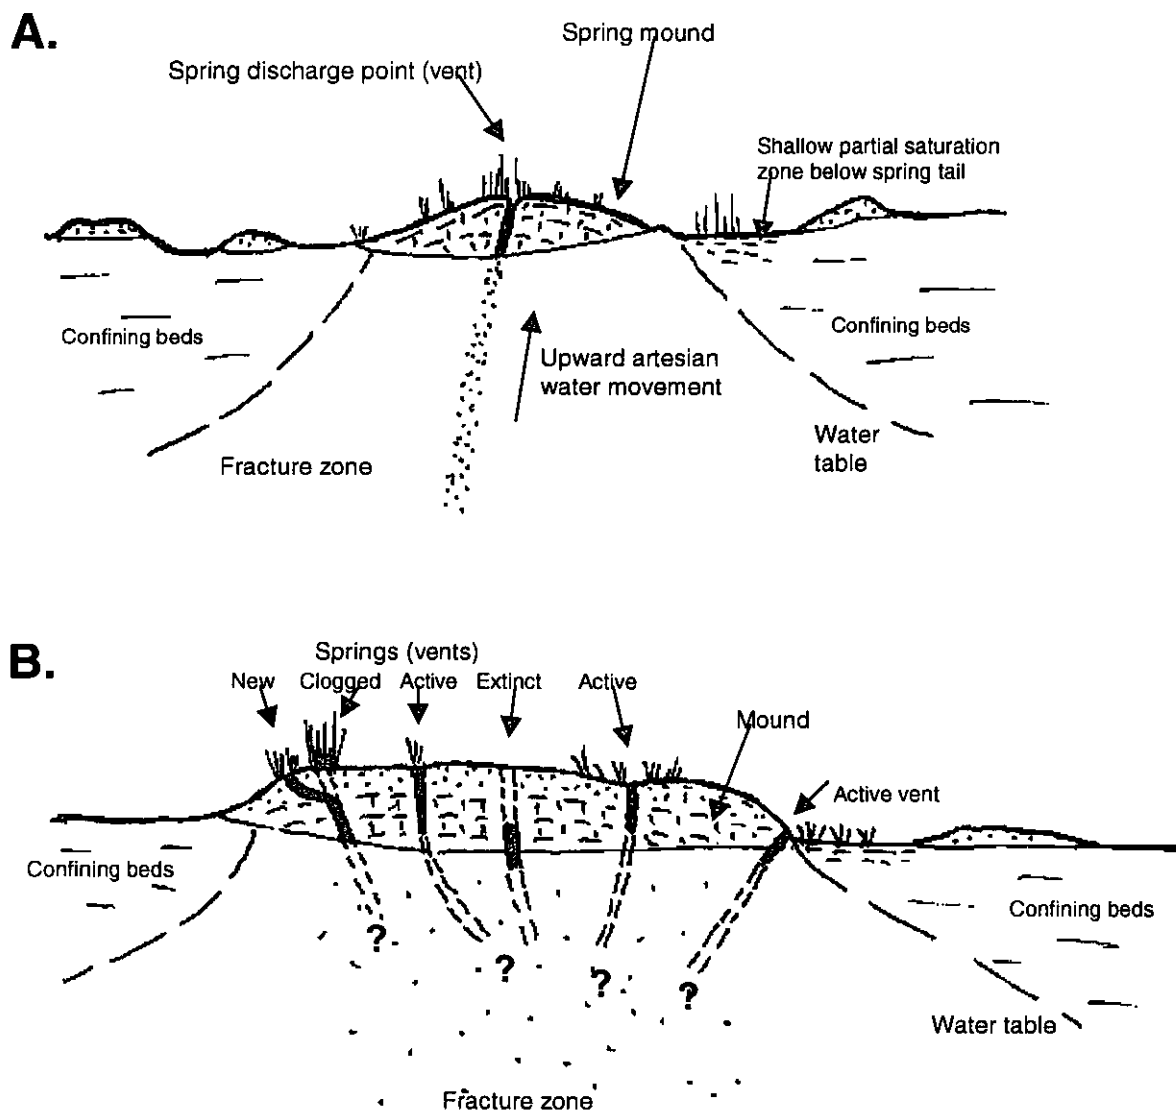 A.
Spring mound
Spring discharge point (vent)
Shallow partial saturation
zone below spring tail
Confining beds
Confining beds
Upward artesian
water movement
Water
table
Fracture zone
B.
Springs (vents)
New Clogged Active Extinct Active
Mound
Active vent
Confining beds
Confining beds
?
?
?
?
Water table
Fracture zone